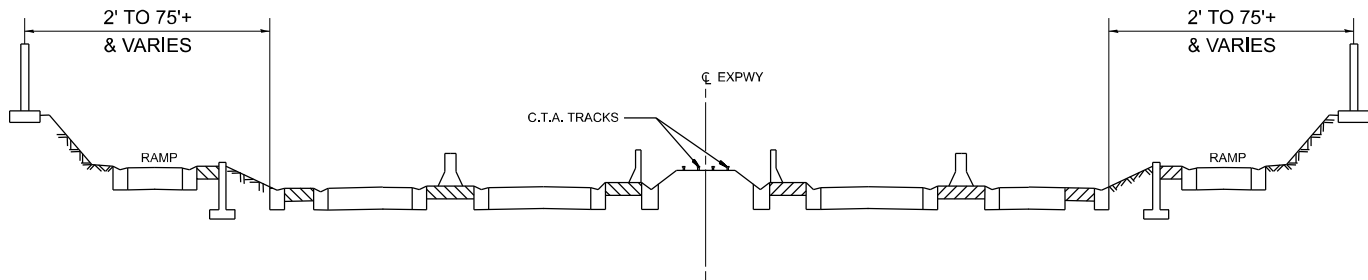 2' TO 75'+
& VARIES
2' TO 75'+
& VARIES
℄ EXPWY
C.T.A. TRACKS
RAMP
RAMP